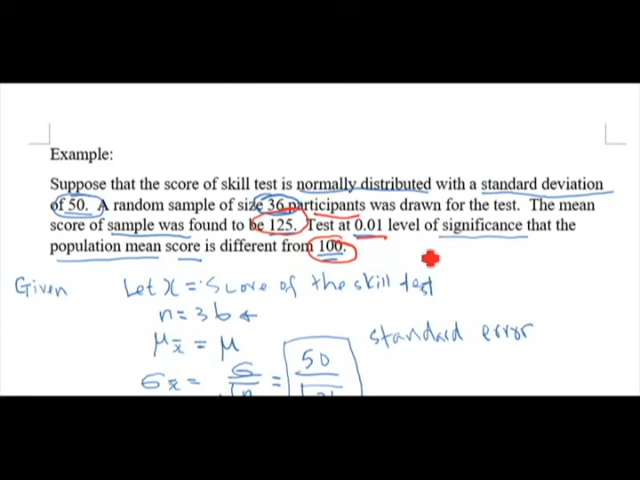 Example:
Suppose that the score of skill test is normally distributed with a standard deviation
of 50. A random sample of size 36 participants was drawn for the test. The mean
score of sample was found to be 125. Test at 0.01 level of significance that the
population mean score is different from 100.
Given Let X = Score of the skill test
n = 36
μx̄ = μ
standard error
σx̄ = σ/√n = 50